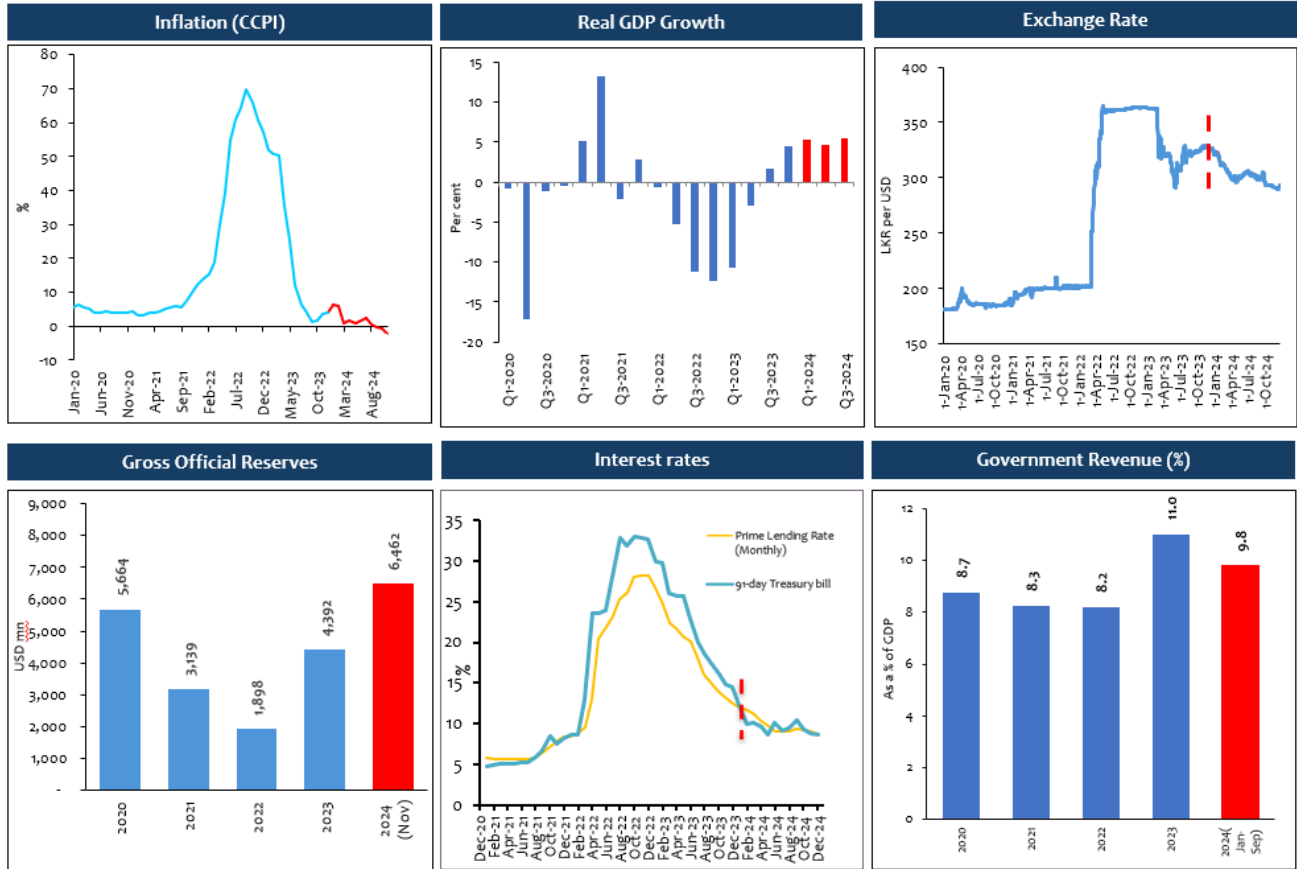 Inflation (CCPI)
80
70
60
50
40
30
20
10
0
-10
%
Jan-20
Jun-20
Nov-20
Apr-21
Sep-21
Feb-22
Jul-22
Dec-22
May-23
Oct-23
Mar-24
Aug-24
Real GDP Growth
15
10
5
0
-5
-10
-15
-20
Per cent
Q1-2020
Q3-2020
Q1-2021
Q3-2021
Q1-2022
Q3-2022
Q1-2023
Q3-2023
Q1-2024
Q3-2024
Exchange Rate
400
350
300
250
200
150
LKR per USD
1-Jan-20
1-Apr-20
1-Jul-20
1-Oct-20
1-Jan-21
1-Apr-21
1-Jul-21
1-Oct-21
1-Jan-22
1-Apr-22
1-Jul-22
1-Oct-22
1-Jan-23
1-Apr-23
1-Jul-23
1-Oct-23
1-Jan-24
1-Apr-24
1-Jul-24
1-Oct-24
Gross Official Reserves
9,000
8,000
7,000
6,000
5,000
4,000
3,000
2,000
1,000
-
USD mn
5,664
3,139
1,898
4,392
6,462
2020
2021
2022
2023
2024
(Nov)
Interest rates
35
30
25
20
15
10
5
0
%
Prime Lending Rate
(Monthly)
91-day Treasury bill
Dec-20
Feb-21
Apr-21
Jun-21
Aug-21
Oct-21
Dec-21
Feb-22
Apr-22
Jun-22
Aug-22
Oct-22
Dec-22
Feb-23
Apr-23
Jun-23
Aug-23
Oct-23
Dec-23
Feb-24
Apr-24
Jun-24
Aug-24
Oct-24
Dec-24
Government Revenue (%)
12
10
8
6
4
2
0
As a % of GDP
8.7
8.3
8.2
11.0
9.8
2020
2021
2022
2023
2024(
Jan-
Sep)